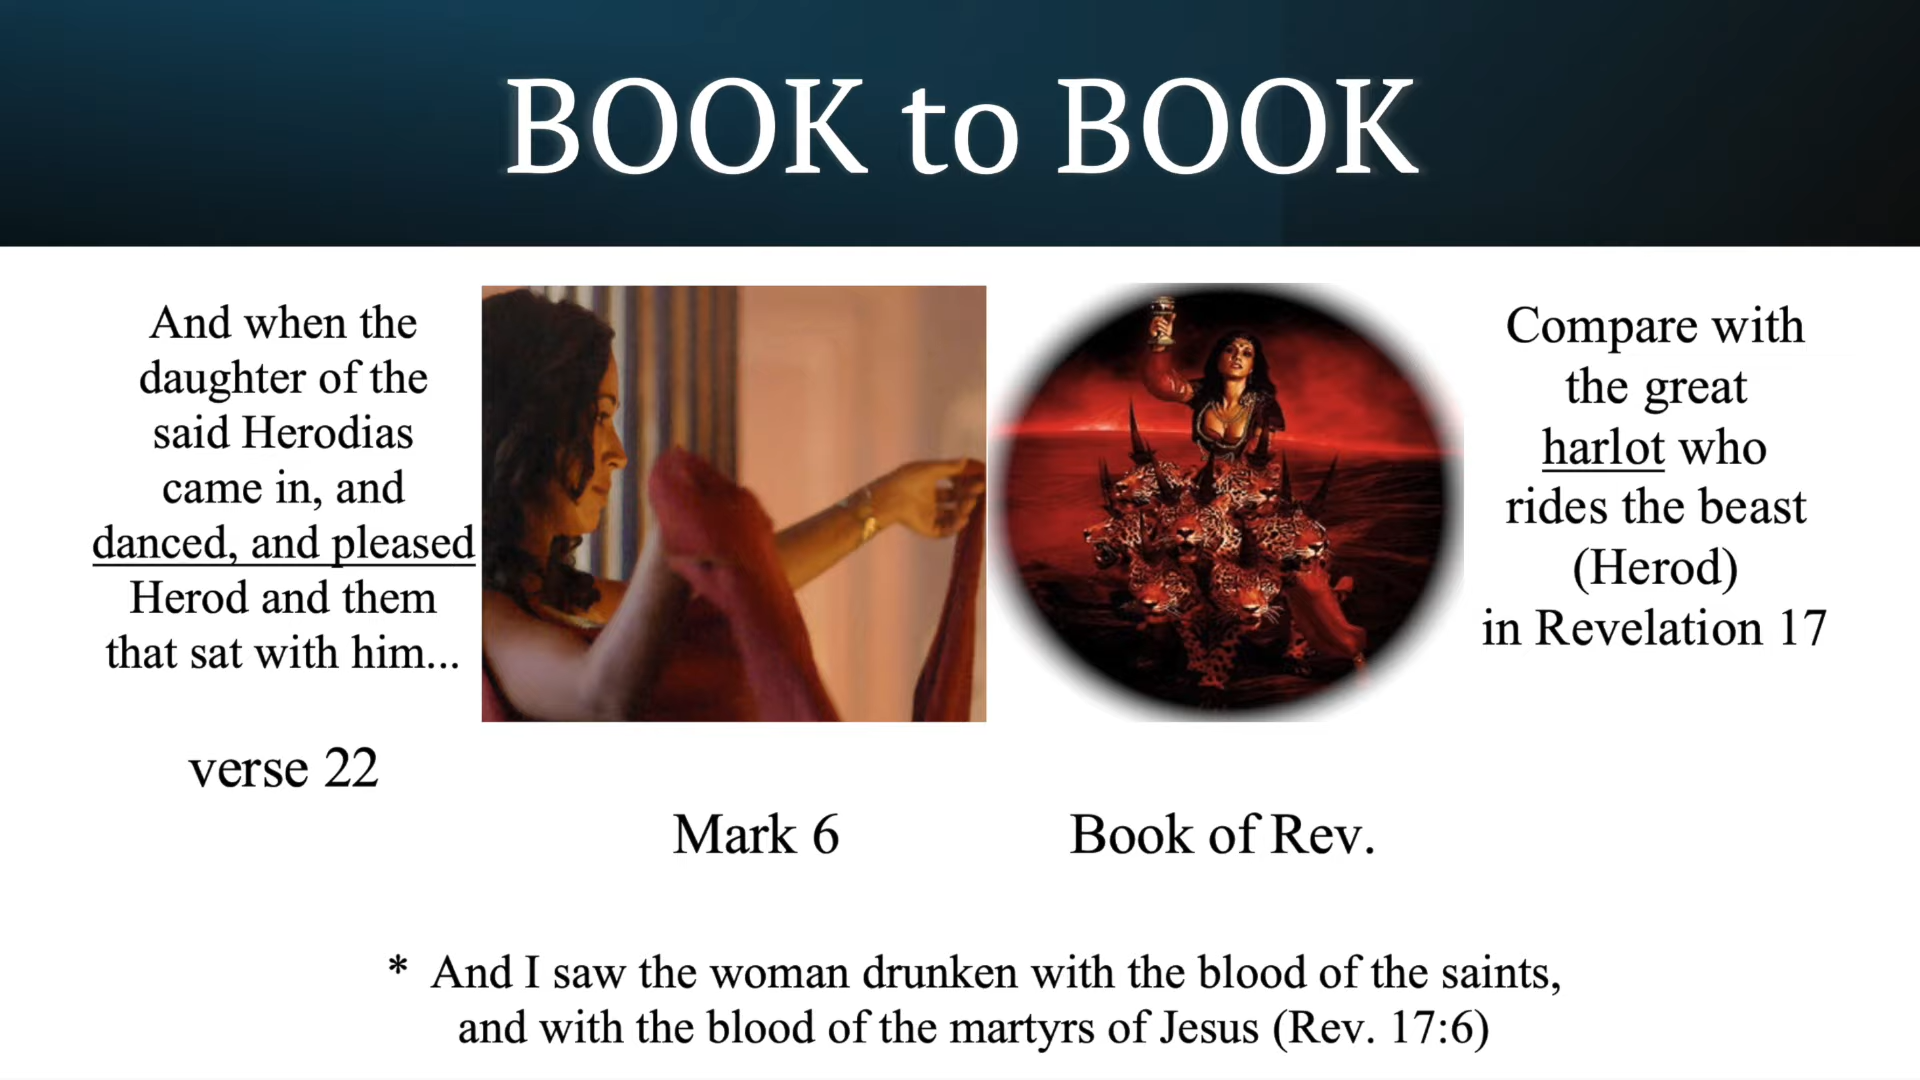 BOOK to BOOK
And when the
daughter of the
said Herodias
came in, and
danced, and pleased
Herod and them
that sat with him...
verse 22
Compare with
the great
harlot who
rides the beast
(Herod)
in Revelation 17
Mark 6
Book of Rev.
* And I saw the woman drunken with the blood of the saints,
and with the blood of the martyrs of Jesus (Rev. 17:6)